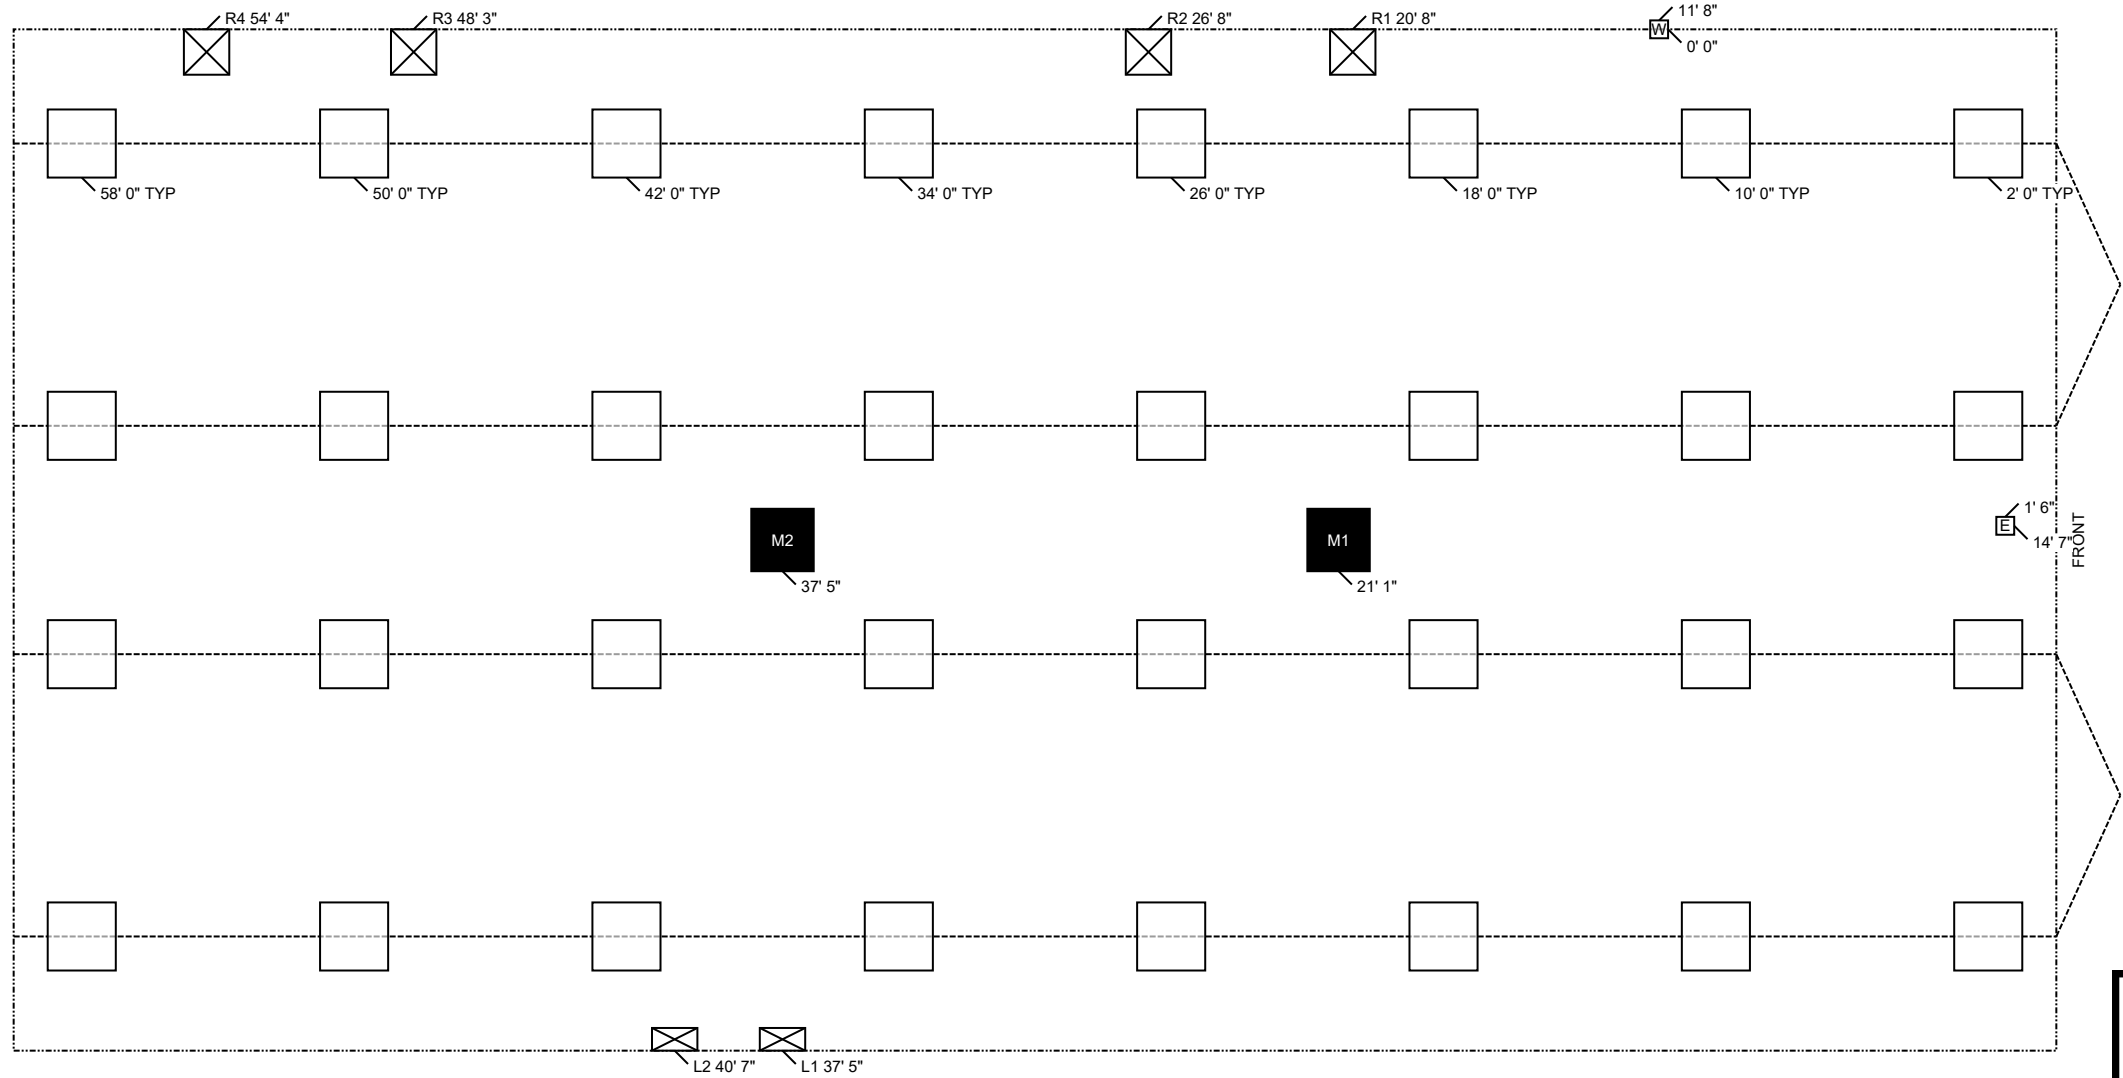 R4 54' 4"
R3 48' 3"
R2 26' 8"
R1 20' 8"
11' 8"
W
0' 0"
58' 0" TYP
50' 0" TYP
42' 0" TYP
34' 0" TYP
26' 0" TYP
18' 0" TYP
10' 0" TYP
2' 0" TYP
1' 6"
E
14' 7"
FRONT
M2
M1
37' 5"
21' 1"
L2 40' 7"
L1 37' 5"